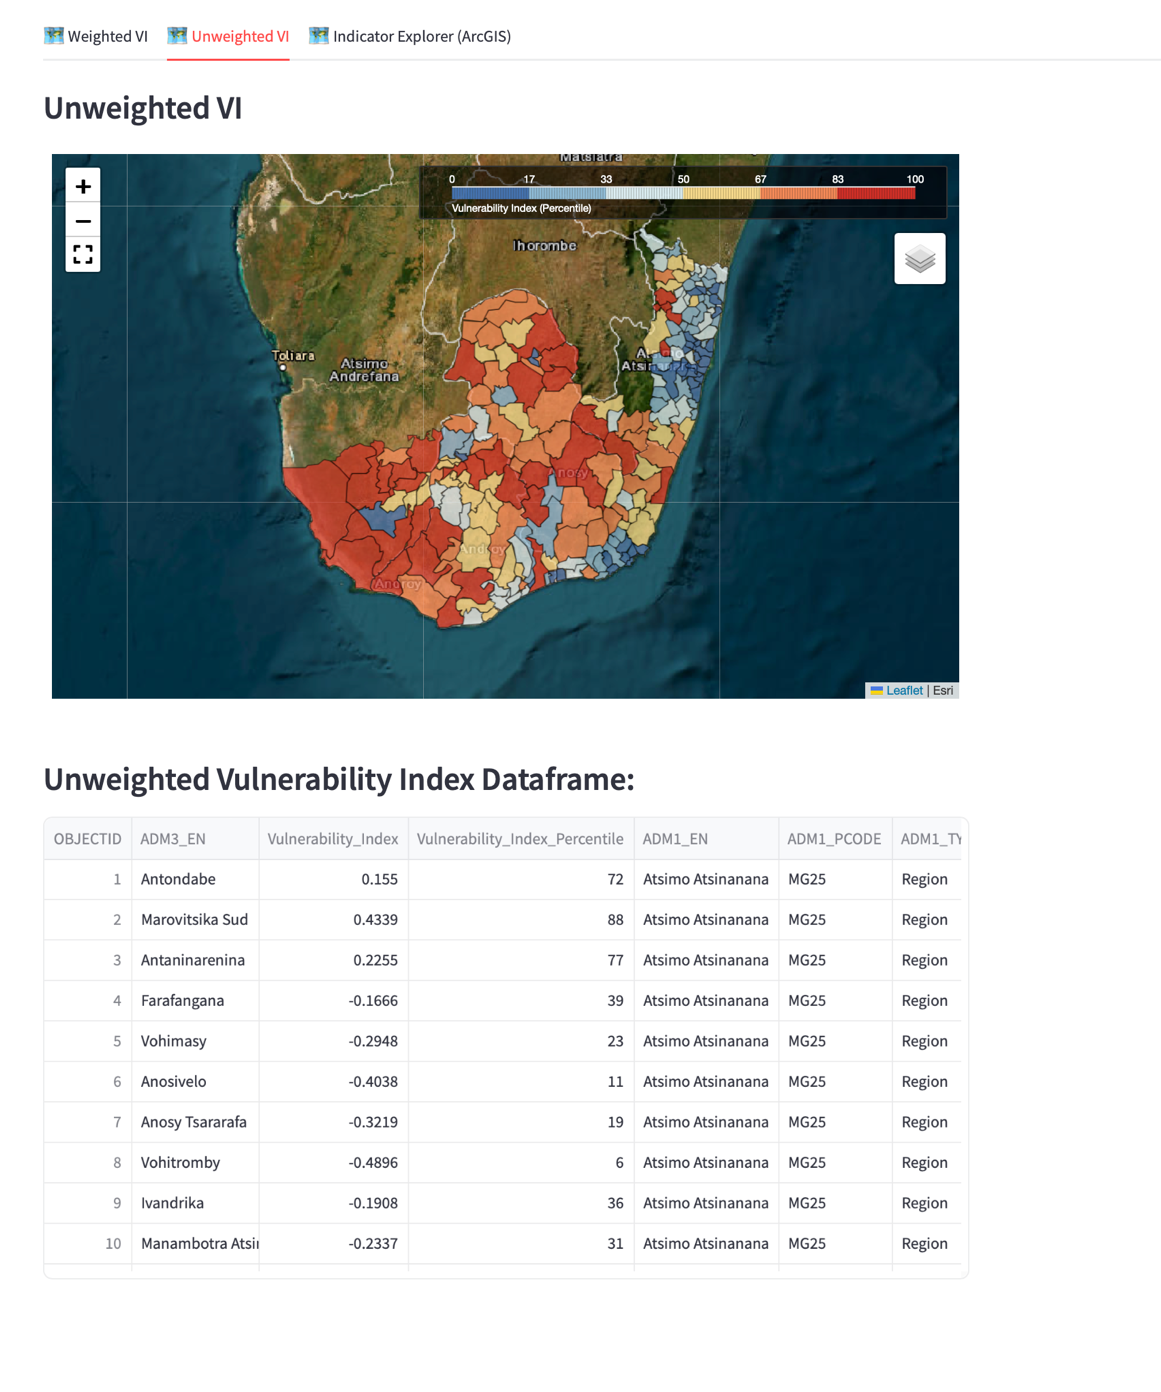 Weighted VI
Unweighted VI
Indicator Explorer (ArcGIS)
Unweighted VI
Matsiatra
+
−
0 17 33 50 67 83 100
Vulnerability Index (Percentile)
Ihorombe
Toliara
Atsimo
Andrefana
Androy
Androy
Leaflet | Esri
Unweighted Vulnerability Index Dataframe:
OBJECTID ADM3_EN Vulnerability_Index Vulnerability_Index_Percentile ADM1_EN ADM1_PCODE ADM1_TY
1 Antondabe 0.155 72 Atsimo Atsinanana MG25 Region
2 Marovitsika Sud 0.4339 88 Atsimo Atsinanana MG25 Region
3 Antaninarenina 0.2255 77 Atsimo Atsinanana MG25 Region
4 Farafangana -0.1666 39 Atsimo Atsinanana MG25 Region
5 Vohimasy -0.2948 23 Atsimo Atsinanana MG25 Region
6 Anosivelo -0.4038 11 Atsimo Atsinanana MG25 Region
7 Anosy Tsararafa -0.3219 19 Atsimo Atsinanana MG25 Region
8 Vohitromby -0.4896 6 Atsimo Atsinanana MG25 Region
9 Ivandrika -0.1908 36 Atsimo Atsinanana MG25 Region
10 Manambotra Atsi -0.2337 31 Atsimo Atsinanana MG25 Region